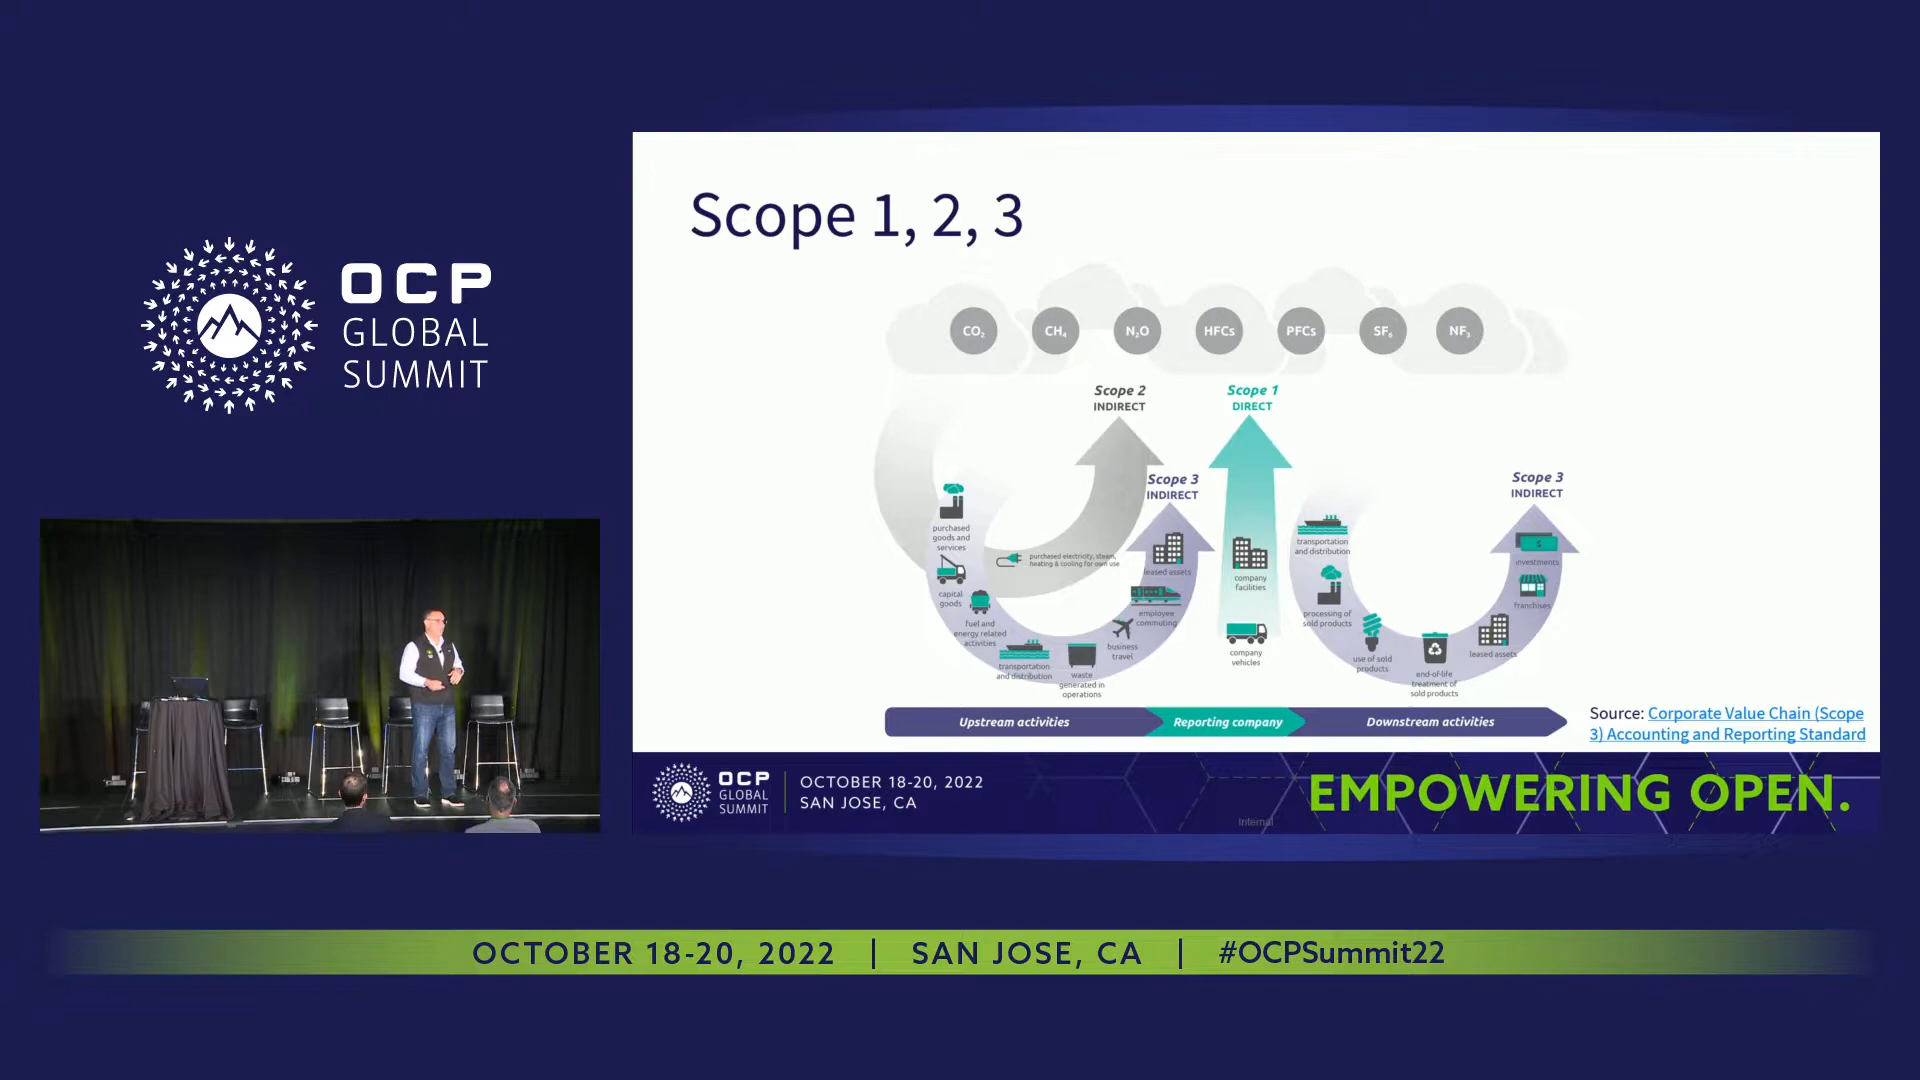 OCP
GLOBAL
SUMMIT
Scope 1, 2, 3
CO₂
CH₄
N₂O
HFCs
PFCs
SF₆
NF₃
Scope 2
INDIRECT
Scope 1
DIRECT
Scope 3
INDIRECT
Scope 3
INDIRECT
purchased
goods and
services
capital
goods
fuel and
energy related
activities
transportation
and distribution
waste
generated in
operations
business
travel
employee
commuting
leased assets
purchased electricity, steam,
heating & cooling for own use
company
facilities
company
vehicles
transportation
and distribution
processing of
sold products
use of sold
products
end-of-life
treatment of
sold products
leased assets
franchises
investments
Upstream activities
Reporting company
Downstream activities
Source: Corporate Value Chain (Scope
3) Accounting and Reporting Standard
OCP
GLOBAL
SUMMIT
OCTOBER 18-20, 2022
SAN JOSE, CA
Internal
EMPOWERING OPEN.
OCTOBER 18-20, 2022 | SAN JOSE, CA | #OCPSummit22